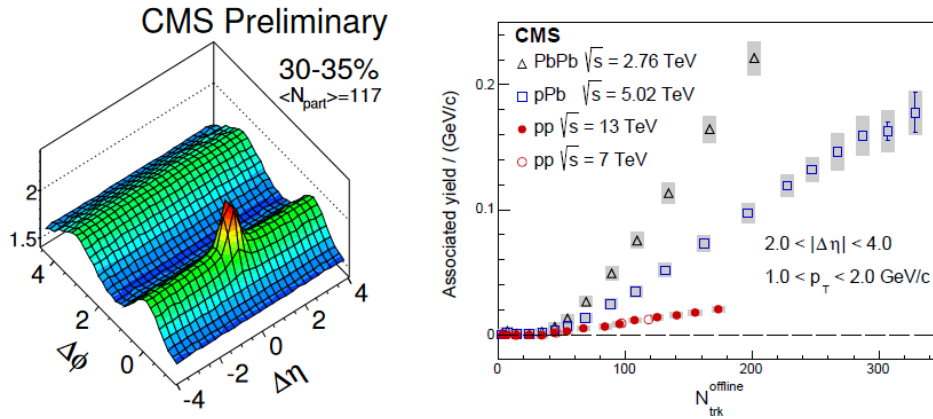 CMS Preliminary
30-35%
<N_part>=117
2
1.5
4
2
0
Δϕ
-4
-2
0
2
4
Δη
CMS
PbPb √s = 2.76 TeV
pPb √s = 5.02 TeV
pp √s = 13 TeV
pp √s = 7 TeV
2.0 < |Δη| < 4.0
1.0 < p_T < 2.0 GeV/c
Associated yield / (GeV/c)
0.2
0.1
0
0
100
200
300
N_trk^offline